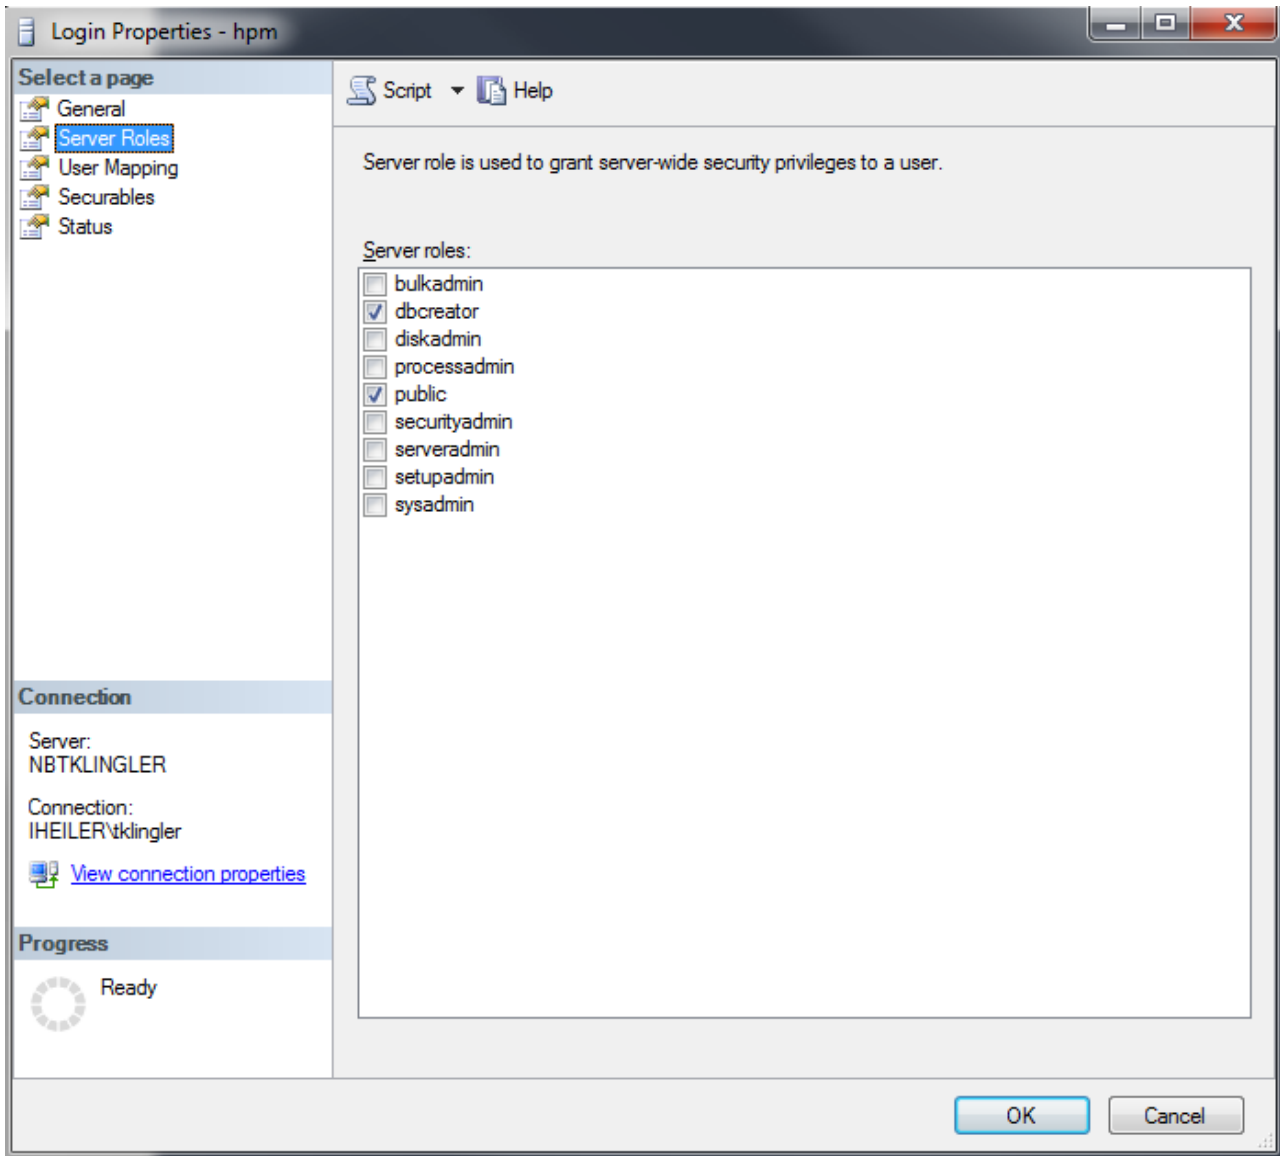 Login Properties - hpm
Select a page
General
Server Roles
User Mapping
Securables
Status
Script
Help
Server role is used to grant server-wide security privileges to a user.
Server roles:
bulkadmin
dbcreator
diskadmin
processadmin
public
securityadmin
serveradmin
setupadmin
sysadmin
Connection
Server:
NBTKLINGLER
Connection:
IHEILER\tklingler
View connection properties
Progress
Ready
OK
Cancel